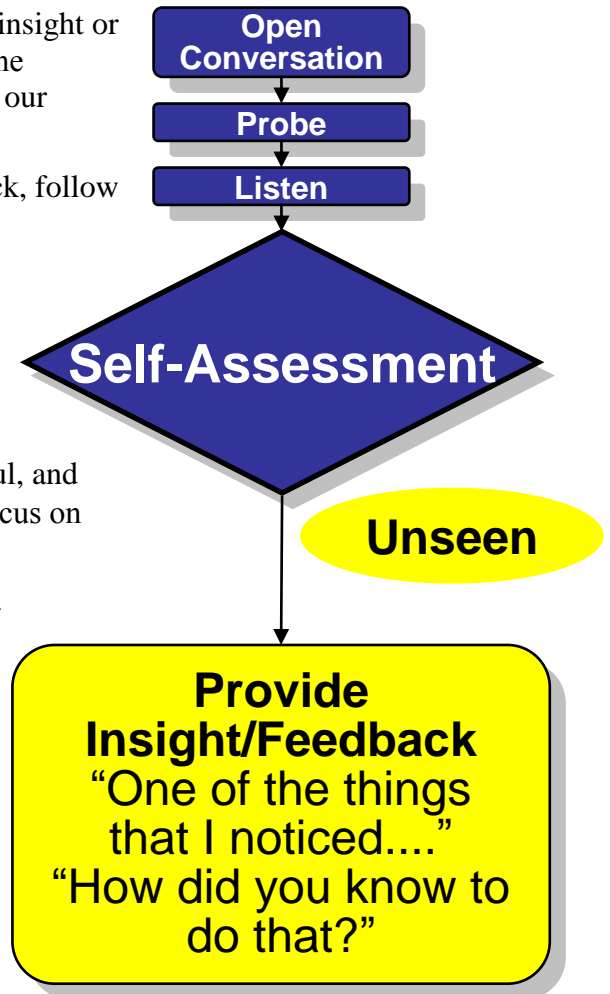 insight or
ne
our
ck, follow
ul, and
cus on
Open
Conversation
Probe
Listen
Self-Assessment
Unseen
Provide
Insight/Feedback
“One of the things
that I noticed....”
“How did you know to
do that?”